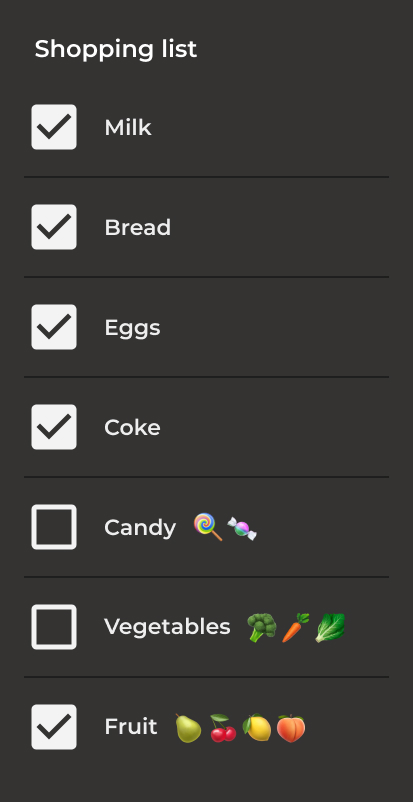 Shopping list
Milk
Bread
Eggs
Coke
Candy 🍭🍬
Vegetables 🥦🥕🥬
Fruit 🍐🍒🍋🍑